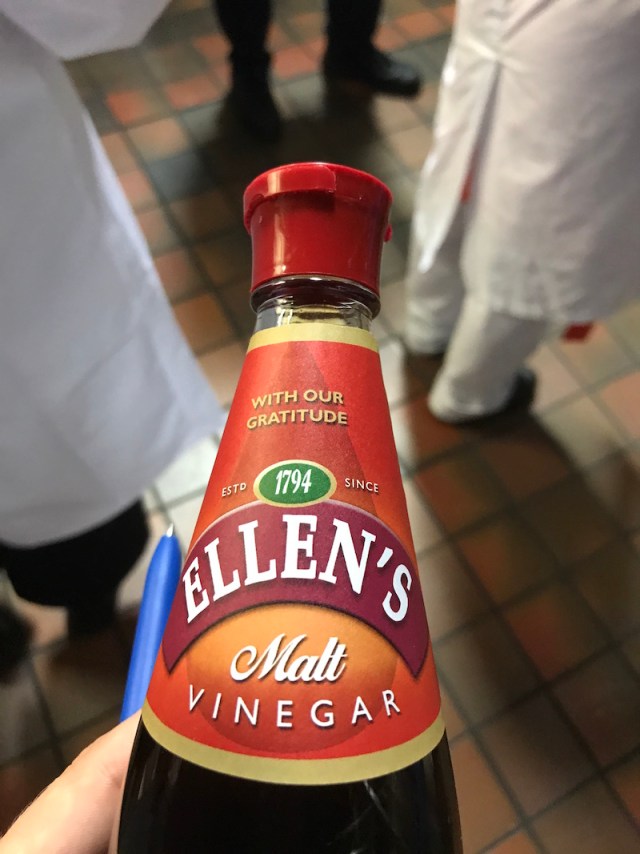 WITH OUR
GRATITUDE
ESTD 1794 SINCE
ELLEN'S
Malt
VINEGAR